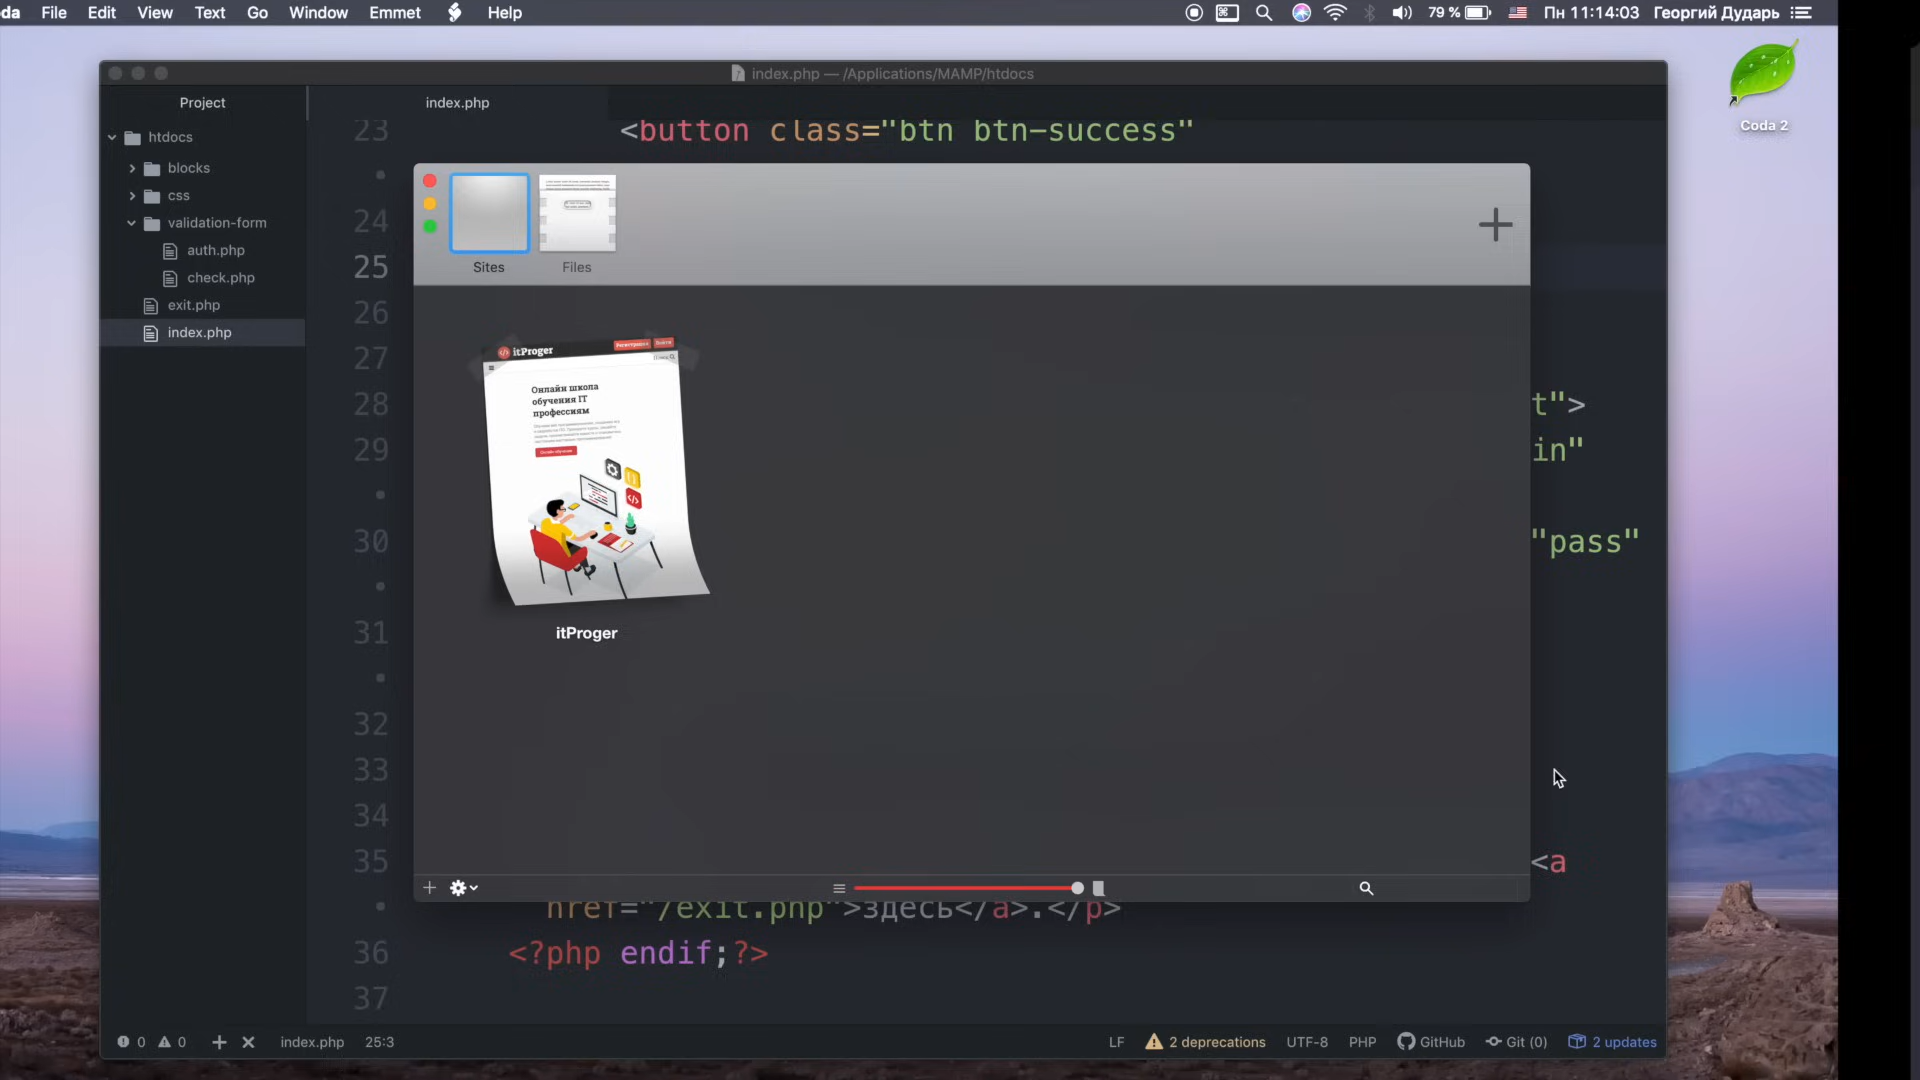 da File Edit View Text Go Window Emmet Help 79 % Пн 11:14:03 Георгий Дударь
Coda 2
index.php — /Applications/MAMP/htdocs
Project
index.php
htdocs
blocks
css
validation-form
auth.php
check.php
exit.php
index.php
23 <button class="btn btn-success"
24
25
26
27
28 t">
29 in"
30 "pass"
31
32
33
34
35 <a
href="/exit.php">здесь</a>.</p>
36 <?php endif;?>
37
Sites
Files
itProger
Регистрация
Войти
Онлайн школа
обучения IT
профессиям
itProger
0 0 index.php 25:3
LF 2 deprecations UTF-8 PHP GitHub Git (0) 2 updates